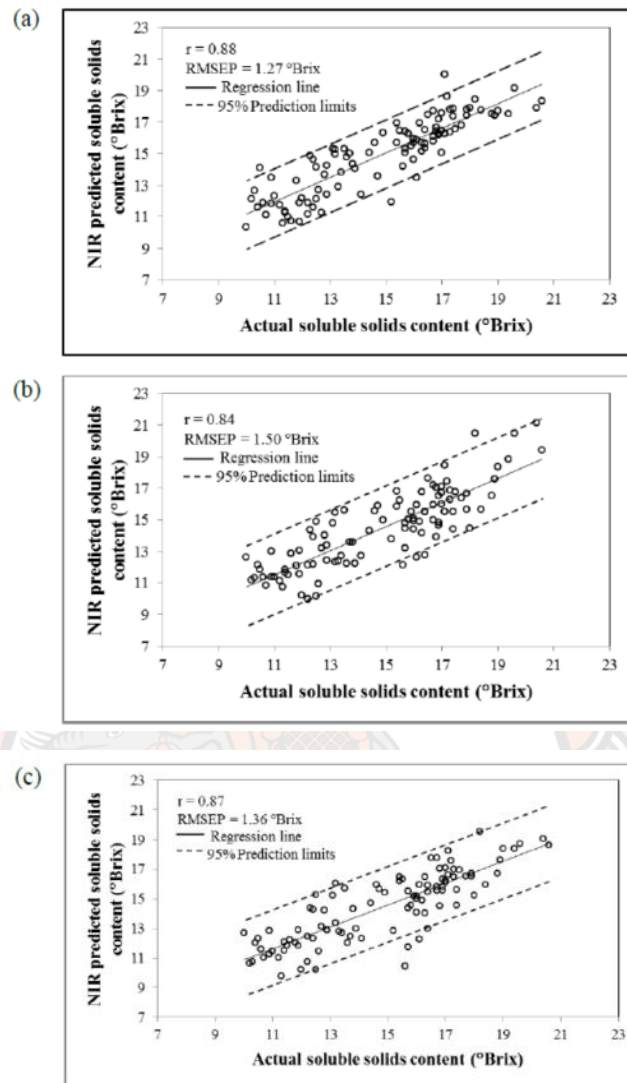 (a)
23
21
19
17
15
13
11
9
7
r = 0.88
RMSEP = 1.27 °Brix
Regression line
95% Prediction limits
NIR predicted soluble solids
content (°Brix)
7 9 11 13 15 17 19 21 23
Actual soluble solids content (°Brix)
(b)
23
21
19
17
15
13
11
9
7
r = 0.84
RMSEP = 1.50 °Brix
Regression line
95% Prediction limits
NIR predicted soluble solids
content (°Brix)
7 9 11 13 15 17 19 21 23
Actual soluble solids content (°Brix)
(c)
23
21
19
17
15
13
11
9
7
r = 0.87
RMSEP = 1.36 °Brix
Regression line
95% Prediction limits
NIR predicted soluble solids
content (°Brix)
7 9 11 13 15 17 19 21 23
Actual soluble solids content (°Brix)